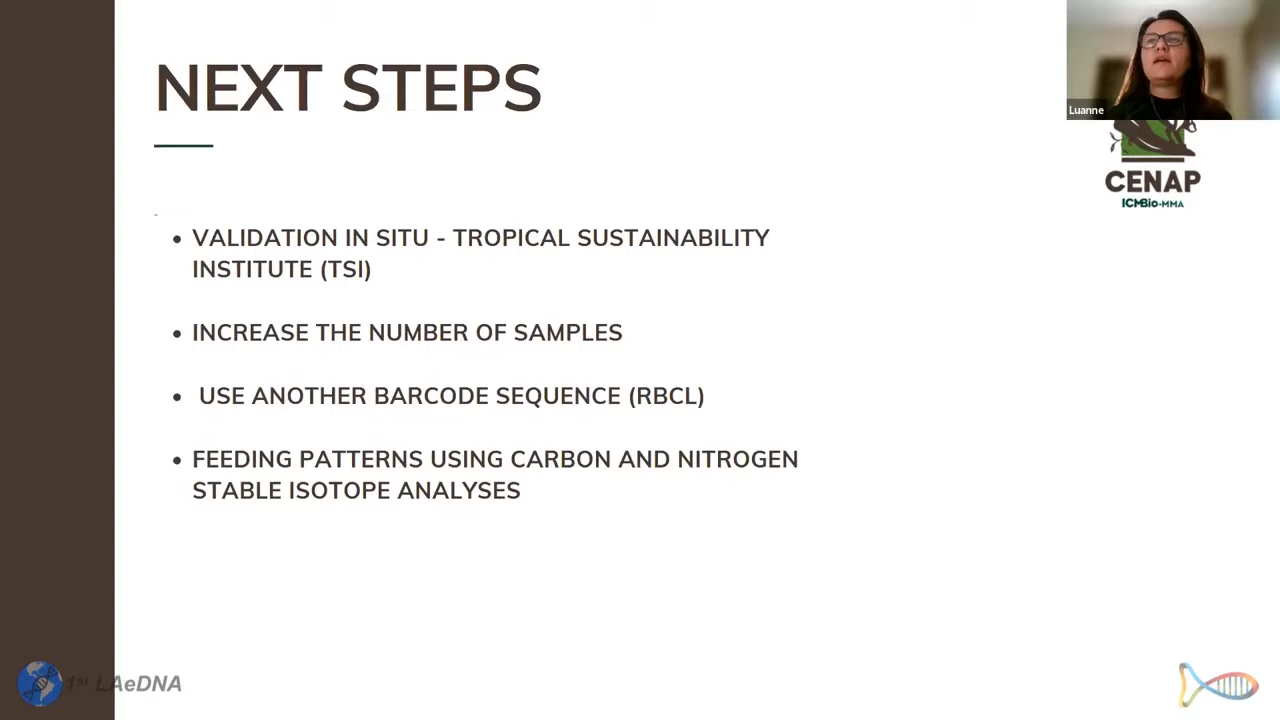 NEXT STEPS
Luanne
CENAP
ICMBio-MMA
• VALIDATION IN SITU - TROPICAL SUSTAINABILITY
INSTITUTE (TSI)
• INCREASE THE NUMBER OF SAMPLES
• USE ANOTHER BARCODE SEQUENCE (RBCL)
• FEEDING PATTERNS USING CARBON AND NITROGEN
STABLE ISOTOPE ANALYSES
1ST LAeDNA